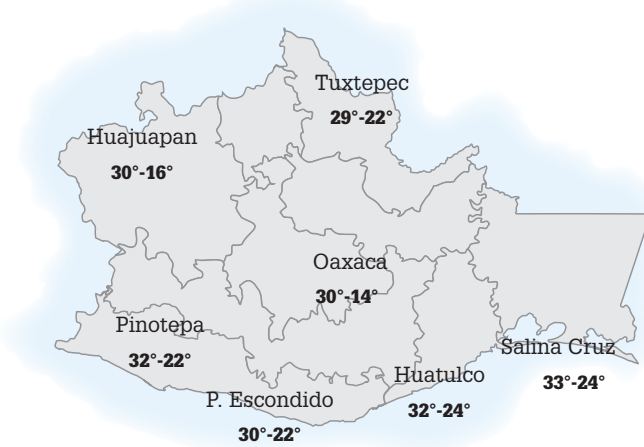 Tuxtepec
29°-22°
Huajuapan
30°-16°
Oaxaca
30°-14°
Pinotepa
32°-22°
Salina Cruz
33°-24°
Huatulco
32°-24°
P. Escondido
30°-22°